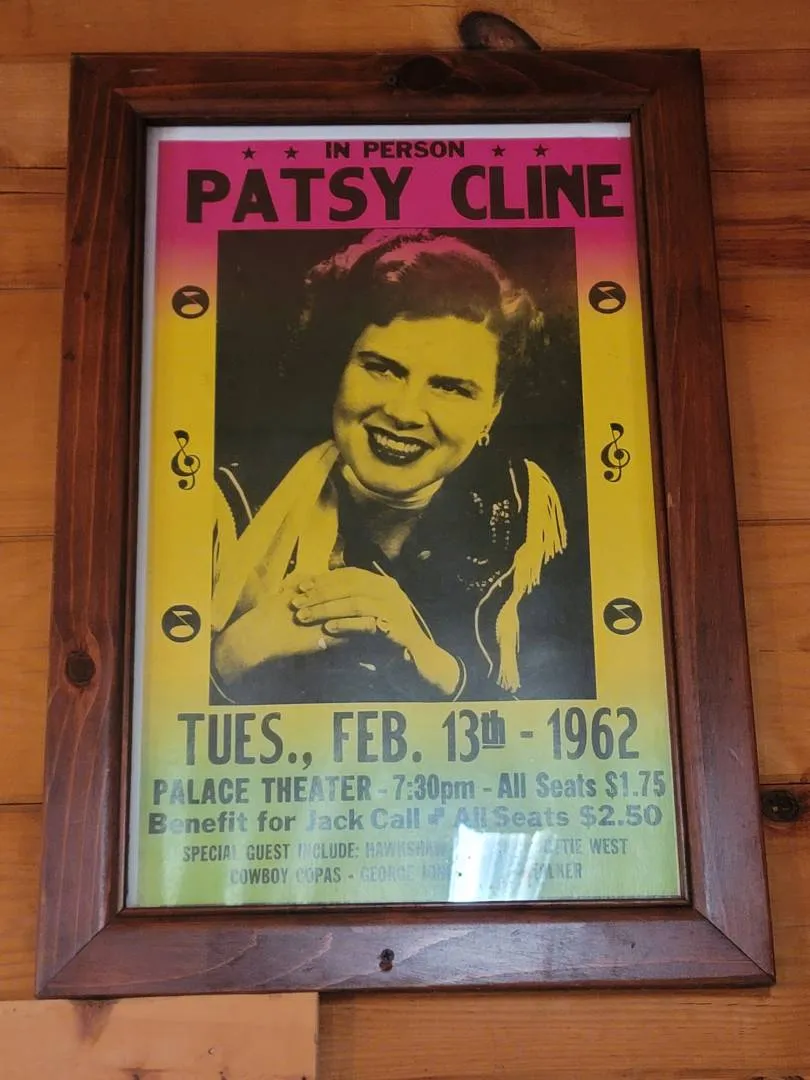 ★ ★ IN PERSON ★ ★
PATSY CLINE
TUES., FEB. 13th - 1962
PALACE THEATER - 7:30pm - All Seats $1.75
Benefit for Jack Call All Seats $2.50
SPECIAL GUEST INCLUDE: HAWKSHAW WEST
COWBOY COPAS - GEORGE